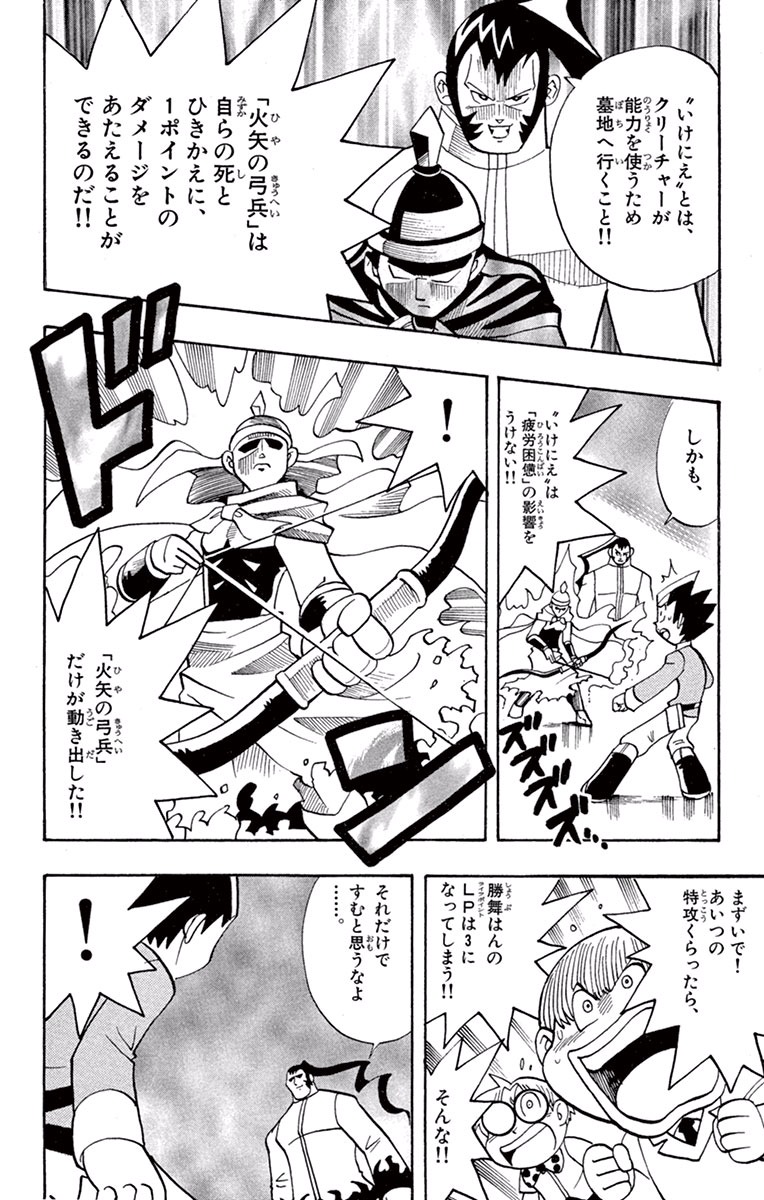 〝いけにえ〟とは、
クリーチャーが
能力を使うため
墓地へ行くこと!!
「火矢の弓兵」は
自らの死と
ひきかえに、
1ポイントの
ダメージを
あたえることが
できるのだ!!
しかも、
〝いけにえ〟は
「疲労困憊」の影響を
うけない!!
ズズズズ…
!
ドンッ
「火矢の弓兵」
だけが動き出した!!
まずいで!
あいつの
特攻くらったら、
勝舞はんの
LPは3に
なってしまう!!
そんな!!
それだけで
すむと思うなよ
……。
!